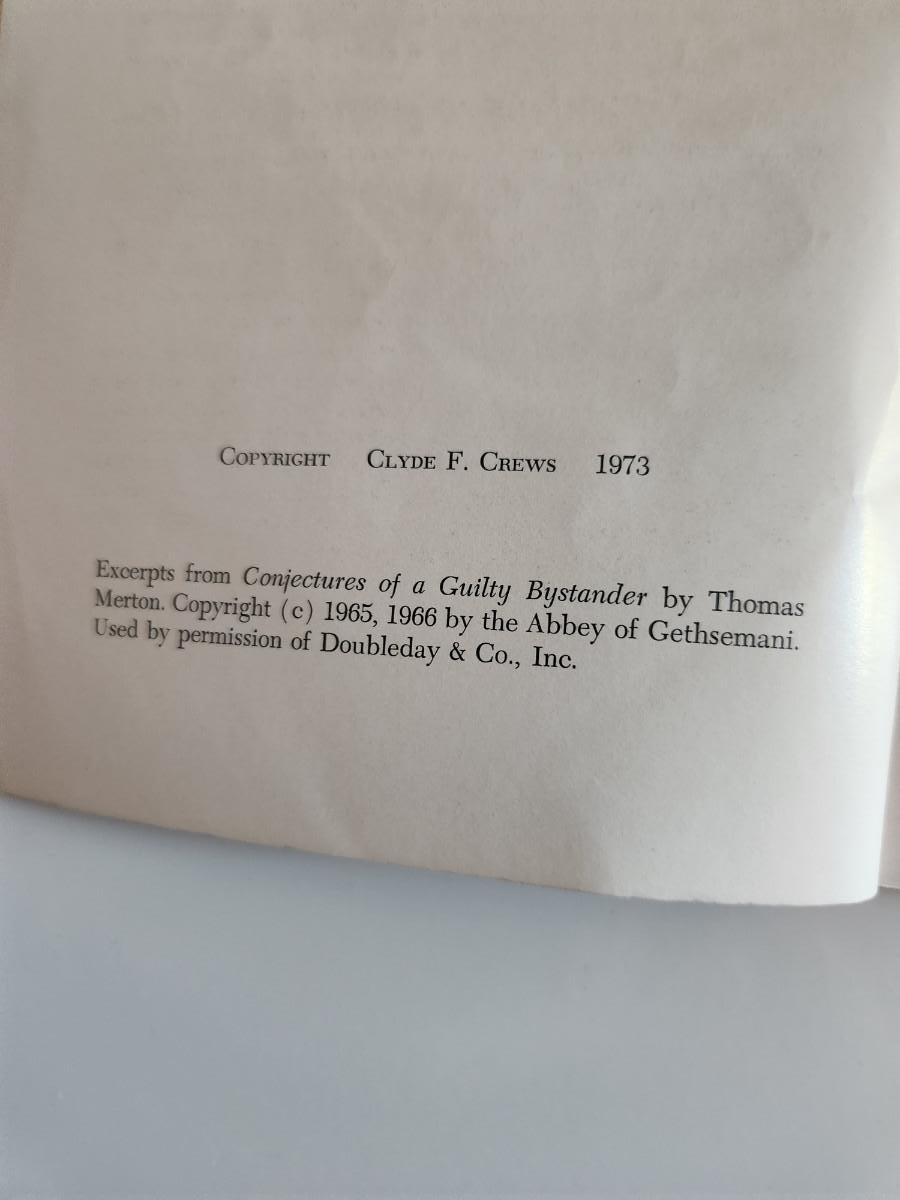 Copyright Clyde F. Crews 1973
Excerpts from Conjectures of a Guilty Bystander by Thomas
Merton. Copyright (c) 1965, 1966 by the Abbey of Gethsemani.
Used by permission of Doubleday & Co., Inc.